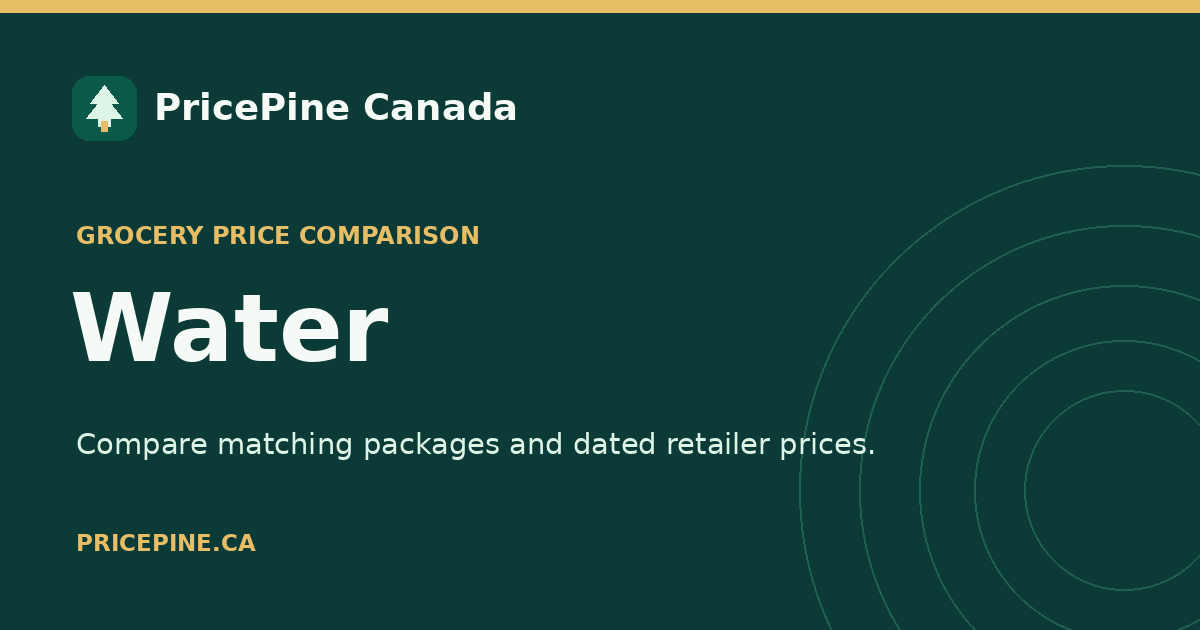 PricePine Canada
GROCERY PRICE COMPARISON
Water
Compare matching packages and dated retailer prices.
PRICEPINE.CA